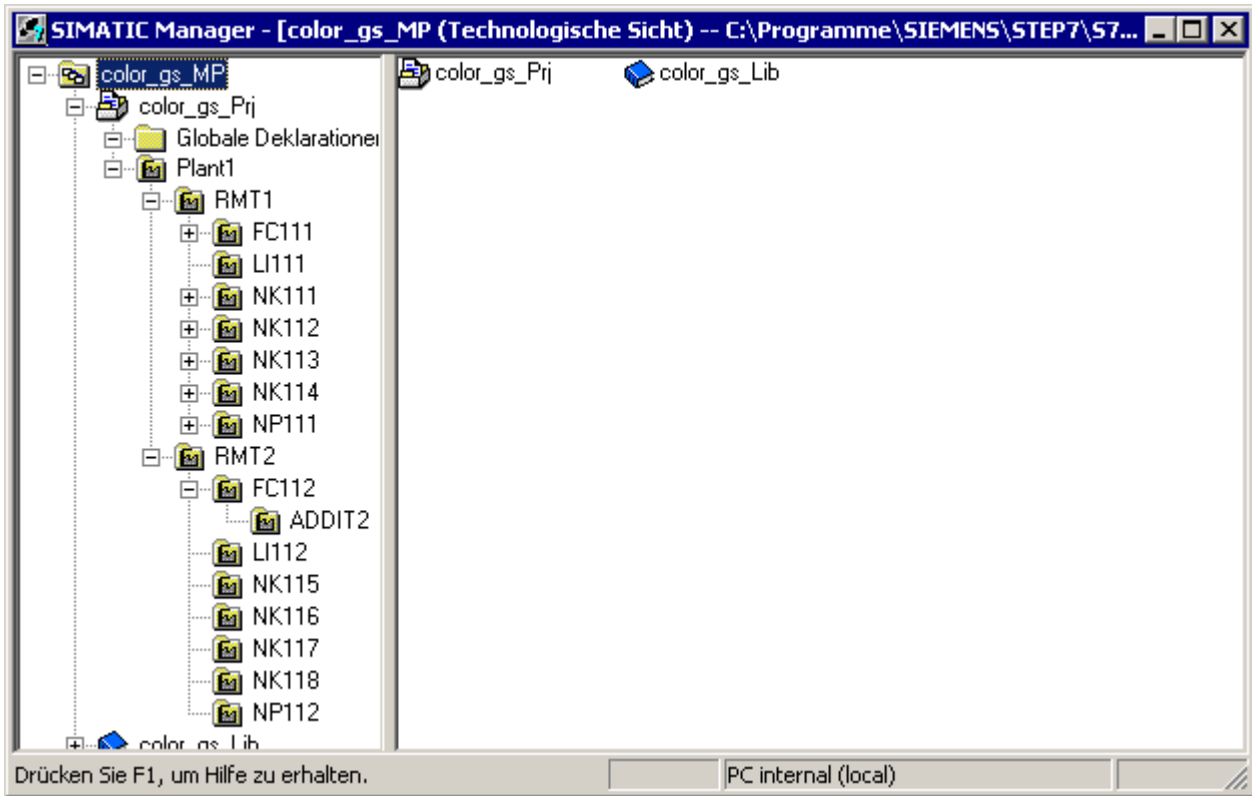 SIMATIC Manager - [color_gs_MP (Technologische Sicht) -- C:\Programme\SIEMENS\STEP7\S7...
color_gs_MP
color_gs_Prj
Globale Deklarationen
Plant1
RMT1
FC111
LI111
NK111
NK112
NK113
NK114
NP111
RMT2
FC112
ADDIT2
LI112
NK115
NK116
NK117
NK118
NP112
color_gs_Lib
color_gs_Prj
color_gs_Lib
Drücken Sie F1, um Hilfe zu erhalten.
PC internal (local)